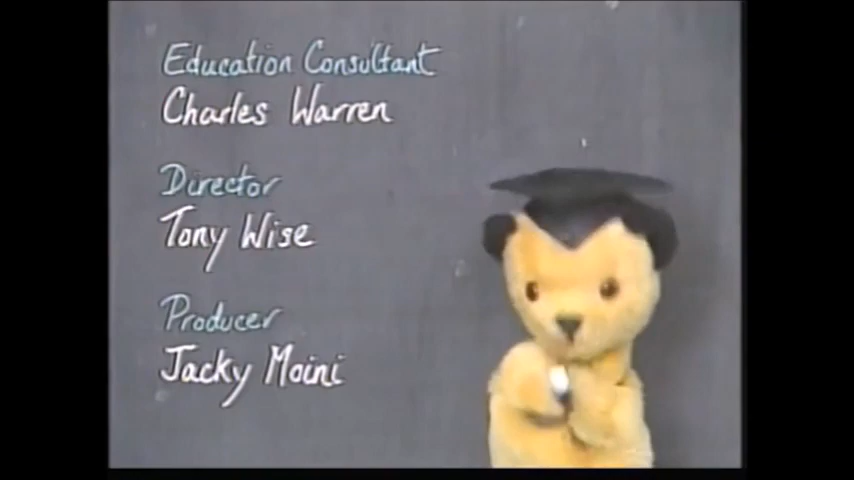 Education Consultant
Charles Warren
Director
Tony Wise
Producer
Jacky Moini